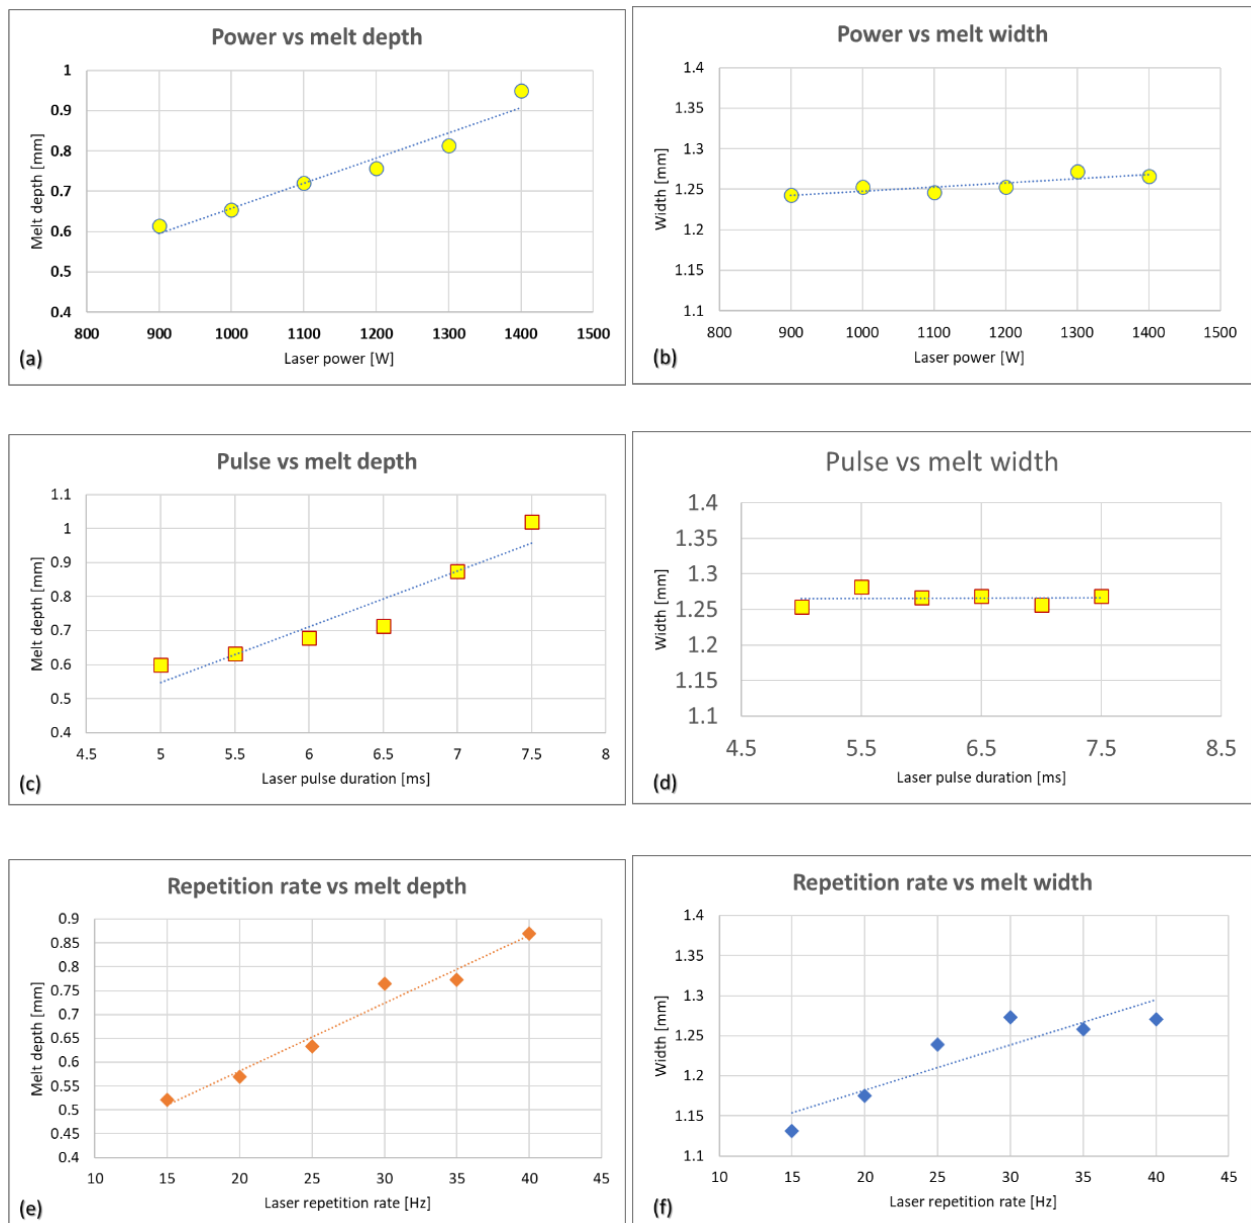 Power vs melt depth
1
0.9
0.8
0.7
0.6
0.5
0.4
Melt depth [mm]
800 900 1000 1100 1200 1300 1400 1500
Laser power [W]
(a)
Power vs melt width
1.4
1.35
1.3
1.25
1.2
1.15
1.1
Width [mm]
800 900 1000 1100 1200 1300 1400 1500
Laser power [W]
(b)
Pulse vs melt depth
1.1
1
0.9
0.8
0.7
0.6
0.5
0.4
Melt depth [mm]
4.5 5 5.5 6 6.5 7 7.5 8
Laser pulse duration [ms]
(c)
Pulse vs melt width
1.4
1.35
1.3
1.25
1.2
1.15
1.1
Width [mm]
4.5 5.5 6.5 7.5 8.5
Laser pulse duration [ms]
(d)
Repetition rate vs melt depth
0.9
0.85
0.8
0.75
0.7
0.65
0.6
0.55
0.5
0.45
0.4
Melt depth [mm]
10 15 20 25 30 35 40 45
Laser repetition rate [Hz]
(e)
Repetition rate vs melt width
1.4
1.35
1.3
1.25
1.2
1.15
1.1
Width [mm]
10 15 20 25 30 35 40 45
Laser repetition rate [Hz]
(f)